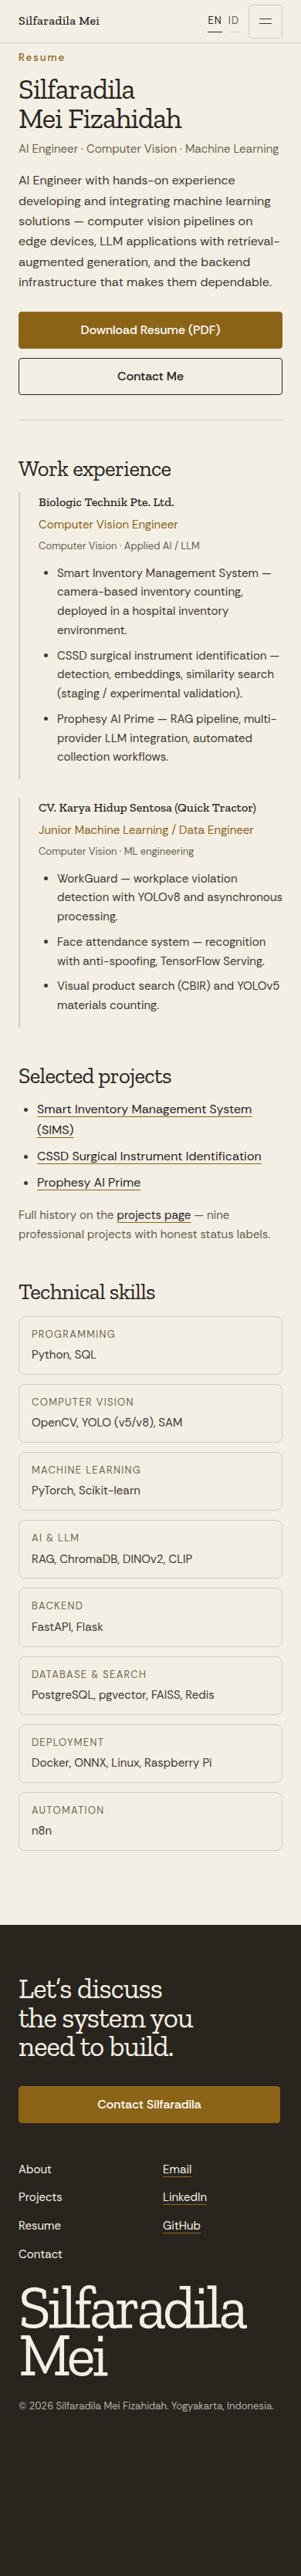 Silfaradila Mei
EN ID
Resume
Silfaradila
Mei Fizahidah
AI Engineer · Computer Vision · Machine Learning
AI Engineer with hands-on experience
developing and integrating machine learning
solutions — computer vision pipelines on
edge devices, LLM applications with retrieval-
augmented generation, and the backend
infrastructure that makes them dependable.
Download Resume (PDF)
Contact Me
Work experience
Biologic Technik Pte. Ltd.
Computer Vision Engineer
Computer Vision · Applied AI / LLM
• Smart Inventory Management System —
camera-based inventory counting,
deployed in a hospital inventory
environment.
• CSSD surgical instrument identification —
detection, embeddings, similarity search
(staging / experimental validation).
• Prophesy AI Prime — RAG pipeline, multi-
provider LLM integration, automated
collection workflows.
CV. Karya Hidup Sentosa (Quick Tractor)
Junior Machine Learning / Data Engineer
Computer Vision · ML engineering
• WorkGuard — workplace violation
detection with YOLOv8 and asynchronous
processing.
• Face attendance system — recognition
with anti-spoofing, TensorFlow Serving.
• Visual product search (CBIR) and YOLOv5
materials counting.
Selected projects
• Smart Inventory Management System
(SIMS)
• CSSD Surgical Instrument Identification
• Prophesy AI Prime
Full history on the projects page — nine
professional projects with honest status labels.
Technical skills
PROGRAMMING
Python, SQL
COMPUTER VISION
OpenCV, YOLO (v5/v8), SAM
MACHINE LEARNING
PyTorch, Scikit-learn
AI & LLM
RAG, ChromaDB, DINOv2, CLIP
BACKEND
FastAPI, Flask
DATABASE & SEARCH
PostgreSQL, pgvector, FAISS, Redis
DEPLOYMENT
Docker, ONNX, Linux, Raspberry Pi
AUTOMATION
n8n
Let's discuss
the system you
need to build.
Contact Silfaradila
About
Projects
Resume
Contact
Email
LinkedIn
GitHub
Silfaradila
Mei
© 2026 Silfaradila Mei Fizahidah. Yogyakarta, Indonesia.